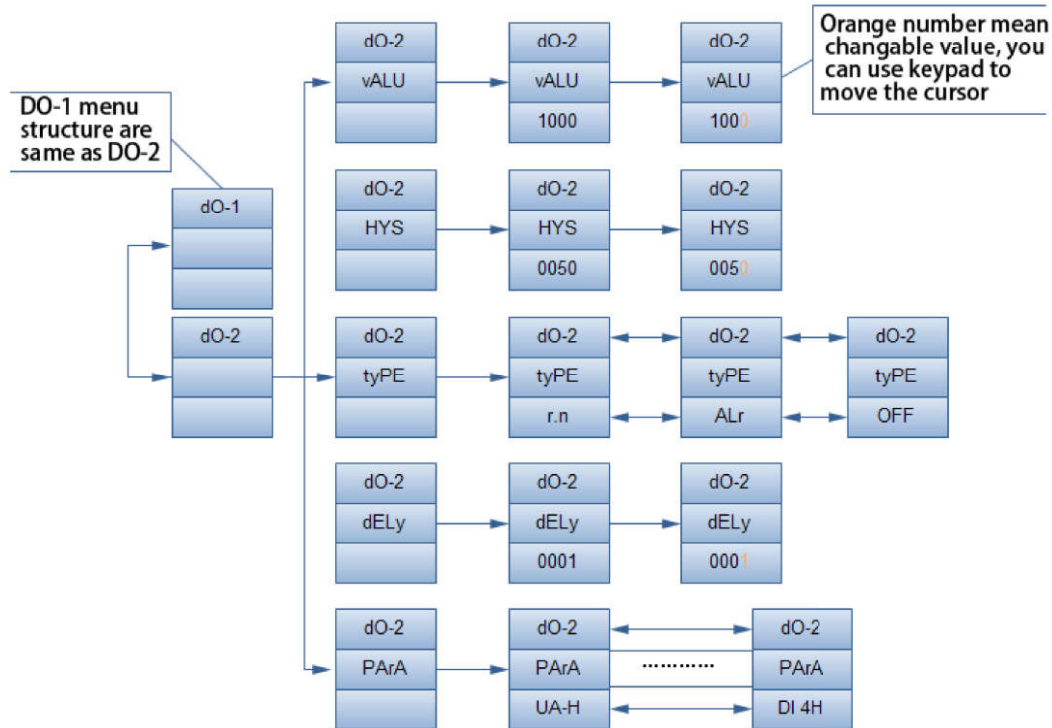 DO-1 menu
structure are
same as DO-2
dO-1
dO-2
dO-2 dO-2 dO-2
vALU vALU vALU
1000 1000
Orange number mean
changable value, you
can use keypad to
move the cursor
dO-2 dO-2 dO-2
HYS HYS HYS
0050 0050
dO-2 dO-2 dO-2 dO-2
tyPE tyPE tyPE tyPE
r.n ALr OFF
dO-2 dO-2 dO-2
dELy dELy dELy
0001 0001
dO-2 dO-2 dO-2
PArA PArA ………… PArA
UA-H DI 4H